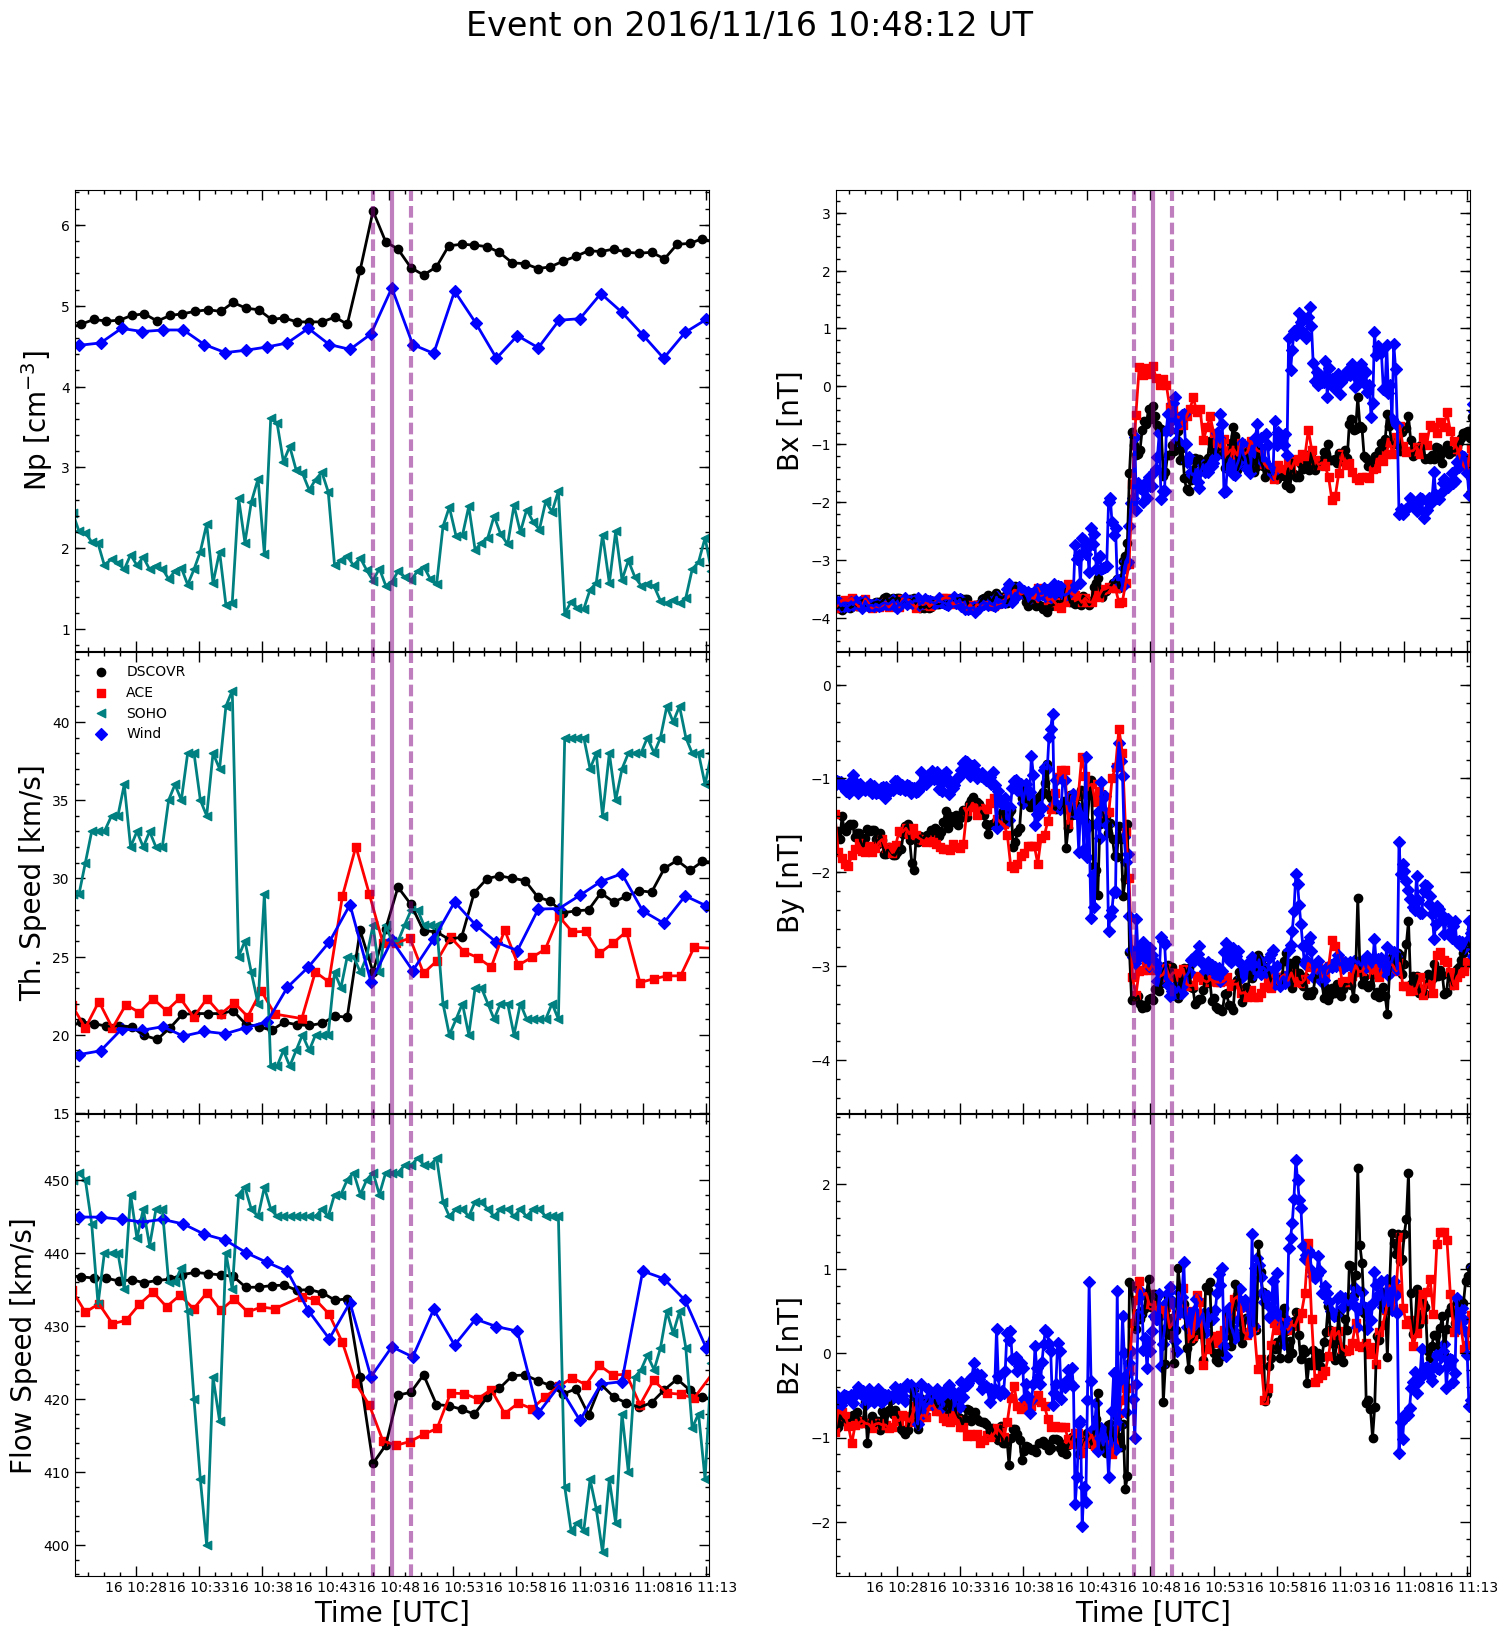 Event on 2016/11/16 10:48:12 UT
Np [cm⁻³]
6
5
4
3
2
1
Bx [nT]
3
2
1
0
−1
−2
−3
−4
DSCOVR
ACE
SOHO
Wind
Th. Speed [km/s]
40
35
30
25
20
15
By [nT]
0
−1
−2
−3
−4
Flow Speed [km/s]
450
440
430
420
410
400
Bz [nT]
2
1
0
−1
−2
16 10:28 16 10:33 16 10:38 16 10:43 16 10:48 16 10:53 16 10:58 16 11:03 16 11:08 16 11:13
Time [UTC]
16 10:28 16 10:33 16 10:38 16 10:43 16 10:48 16 10:53 16 10:58 16 11:03 16 11:08 16 11:13
Time [UTC]